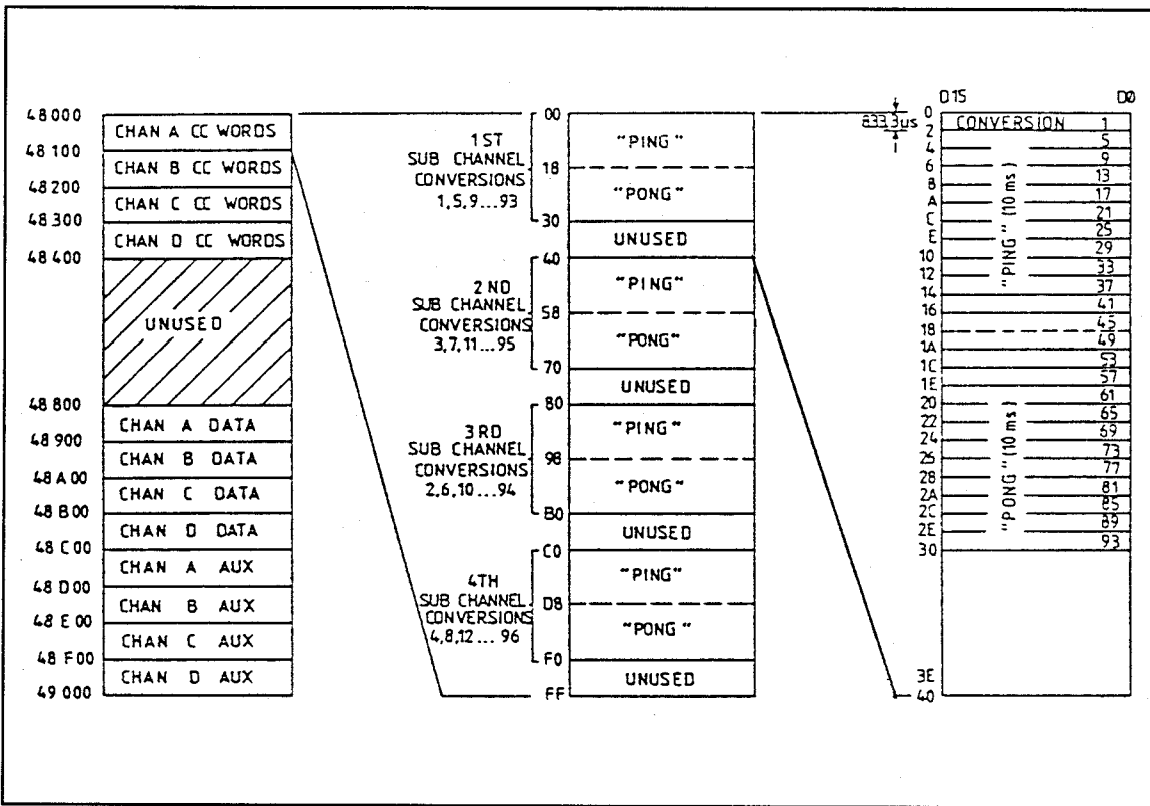 48 000
CHAN A CC WORDS
48 100
CHAN B CC WORDS
48 200
CHAN C CC WORDS
48 300
CHAN D CC WORDS
48 400
UNUSED
48 800
CHAN A DATA
48 900
CHAN B DATA
48 A00
CHAN C DATA
48 B00
CHAN D DATA
48 C00
CHAN A AUX
48 D00
CHAN B AUX
48 E00
CHAN C AUX
48 F00
CHAN D AUX
49 000
1 ST
SUB CHANNEL
CONVERSIONS
1,5,9...93
00
"PING"
18
"PONG"
30
UNUSED
2 ND
SUB CHANNEL
CONVERSIONS
3,7,11...95
40
"PING"
58
"PONG"
70
UNUSED
3 RD
SUB CHANNEL
CONVERSIONS
2,6,10...94
80
"PING"
98
"PONG"
B0
UNUSED
4TH
SUB CHANNEL
CONVERSIONS
4,8,12... 96
C0
"PING"
D8
"PONG"
F0
UNUSED
FF
D15 D0
833.3us
0
CONVERSION 1
2
5
4
9
6
13
8
17
A
21
C
25
E
29
10
33
12
37
14
41
16
45
18
49
1A
53
1C
57
1E
61
20
65
22
69
24
73
26
77
28
81
2A
85
2C
89
2E
93
30
"PING" (10 ms)
"PONG" (10 ms)
3E
40